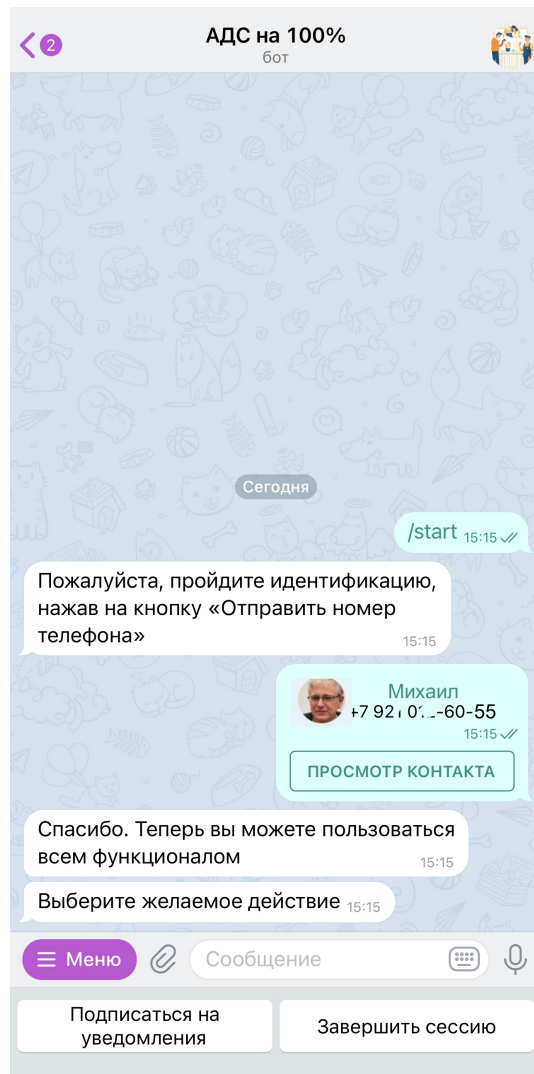 2
АДС на 100%
бот
Сегодня
/start 15:15
Пожалуйста, пройдите идентификацию,
нажав на кнопку «Отправить номер
телефона»
15:15
Михаил
-60-55
15:15
ПРОСМОТР КОНТАКТА
Спасибо. Теперь вы можете пользоваться
всем функционалом
15:15
Выберите желаемое действие 15:15
Меню
Сообщение
Подписаться на
уведомления
Завершить сессию